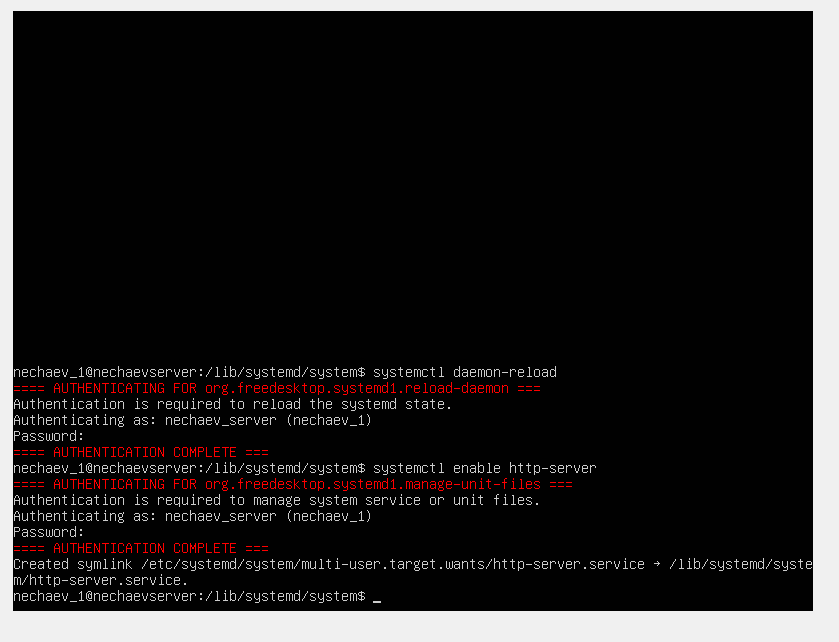 nechaev_1@nechaevserver:/lib/systemd/system$ systemctl daemon-reload
==== AUTHENTICATING FOR org.freedesktop.systemd1.reload-daemon ===
Authentication is required to reload the systemd state.
Authenticating as: nechaev_server (nechaev_1)
Password:
==== AUTHENTICATION COMPLETE ===
nechaev_1@nechaevserver:/lib/systemd/system$ systemctl enable http-server
==== AUTHENTICATING FOR org.freedesktop.systemd1.manage-unit-files ===
Authentication is required to manage system service or unit files.
Authenticating as: nechaev_server (nechaev_1)
Password:
==== AUTHENTICATION COMPLETE ===
Created symlink /etc/systemd/system/multi-user.target.wants/http-server.service → /lib/systemd/syste
m/http-server.service.
nechaev_1@nechaevserver:/lib/systemd/system$ _